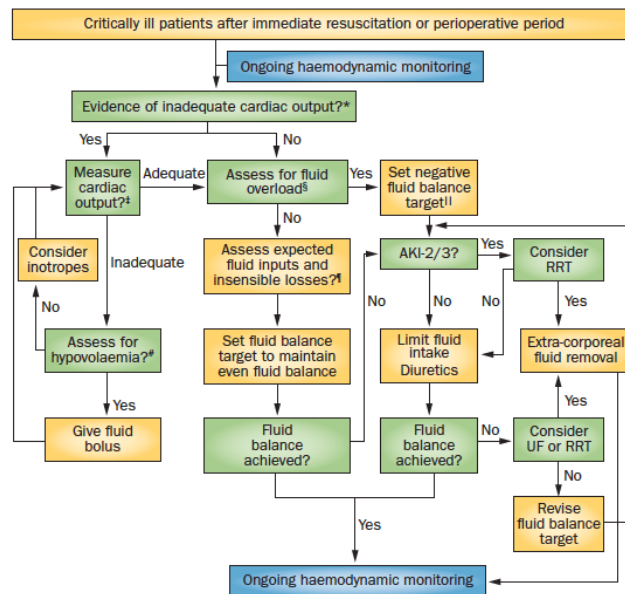 Critically ill patients after immediate resuscitation or perioperative period
Ongoing haemodynamic monitoring
Evidence of inadequate cardiac output?*
Yes
No
Measure
cardiac
output?‡
Adequate
Assess for fluid
overload§
Yes
Set negative
fluid balance
target||
No
Consider
inotropes
Inadequate
Assess expected
fluid inputs and
insensible losses?¶
AKI-2/3?
Yes
Consider
RRT
No
No
No
No
Yes
Assess for
hypovolaemia?#
Set fluid balance
target to maintain
even fluid balance
Limit fluid
intake
Diuretics
Extra-corporeal
fluid removal
Yes
Yes
Give fluid
bolus
Fluid
balance
achieved?
Fluid
balance
achieved?
No
Consider
UF or RRT
No
Yes
Revise
fluid balance
target
Ongoing haemodynamic monitoring